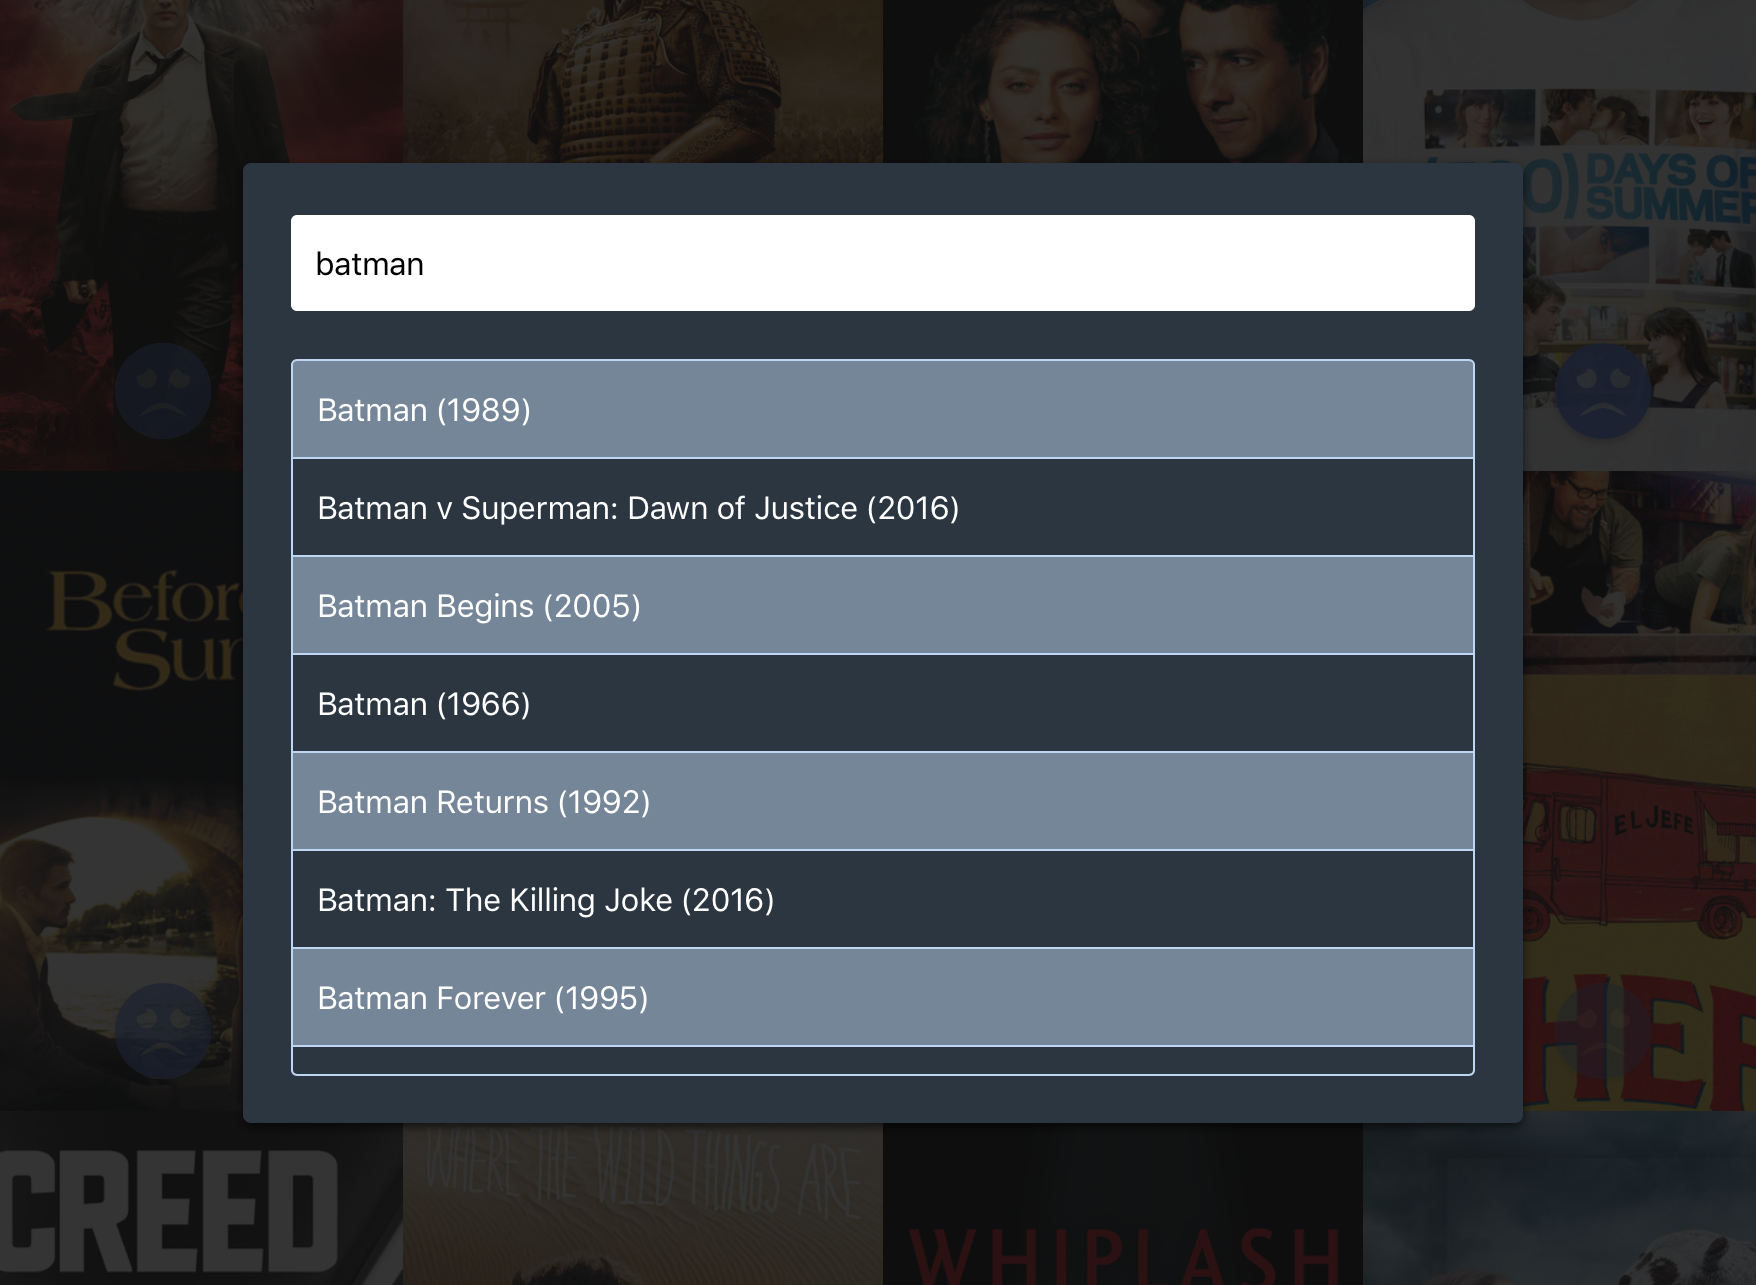 0) DAYS OF
SUMMER
batman
Batman (1989)
Batman v Superman: Dawn of Justice (2016)
Batman Begins (2005)
Batman (1966)
Batman Returns (1992)
Batman: The Killing Joke (2016)
Batman Forever (1995)
Befor
Sun
EL JEFE
HEF
CREED
WHERE THE WILD THINGS ARE
WHIPLASH